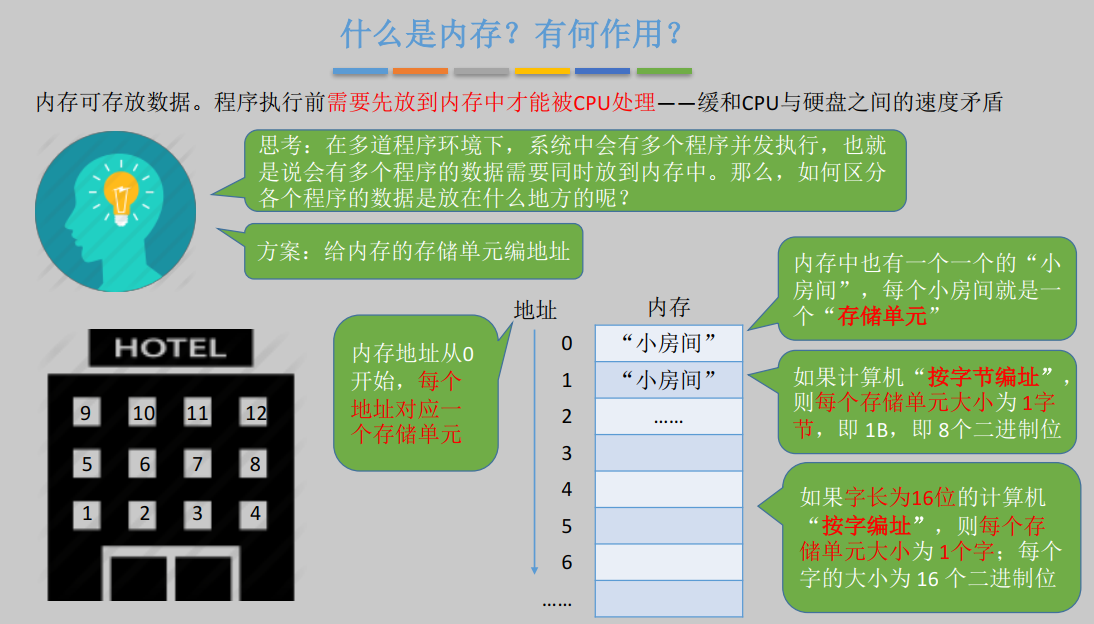 什么是内存？有何作用？
内存可存放数据。程序执行前需要先放到内存中才能被CPU处理——缓和CPU与硬盘之间的速度矛盾
思考：在多道程序环境下，系统中会有多个程序并发执行，也就
是说会有多个程序的数据需要同时放到内存中。那么，如何区分
各个程序的数据是放在什么地方的呢？
方案：给内存的存储单元编地址
HOTEL
9 10 11 12
5 6 7 8
1 2 3 4
内存地址从0
开始，每个
地址对应一
个存储单元
地址
内存
0 “小房间”
1 “小房间”
2 ……
3
4
5
6
……
内存中也有一个一个的“小
房间”，每个小房间就是一
个“存储单元”
如果计算机“按字节编址”，
则每个存储单元大小为 1字
节，即 1B，即 8个二进制位
如果字长为16位的计算机
“按字编址”，则每个存
储单元大小为 1个字；每个
字的大小为 16 个二进制位